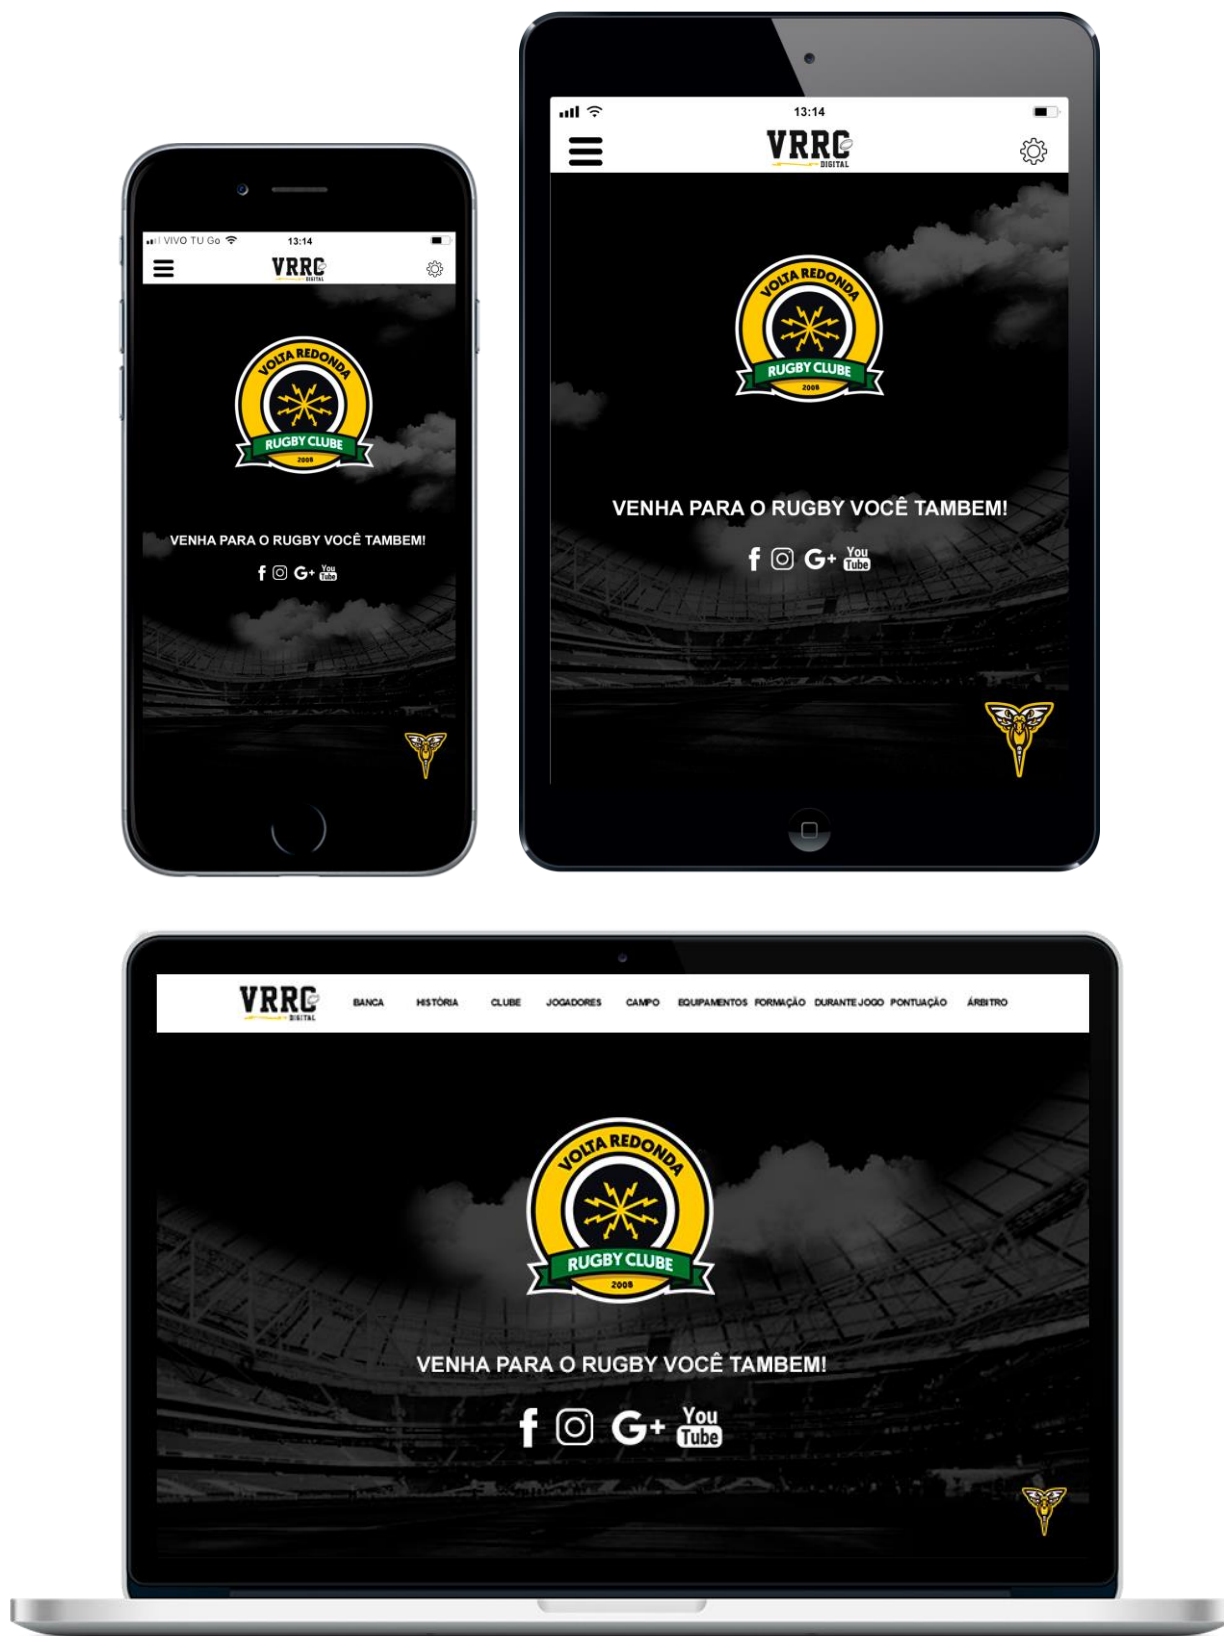 VIVO TU Go
13:14
VRRC
DIGITAL
VOLTA REDONDA
RUGBY CLUBE
2008
VENHA PARA O RUGBY VOCÊ TAMBEM!
f G+ You
Tube
13:14
VRRC
DIGITAL
VOLTA REDONDA
RUGBY CLUBE
2008
VENHA PARA O RUGBY VOCÊ TAMBEM!
f G+ You
Tube
VRRC
DIGITAL
BANCA HISTÓRIA CLUBE JOGADORES CAMPO EQUIPAMENTOS FORMAÇÃO DURANTE JOGO PONTUAÇÃO ÁRBITRO
VOLTA REDONDA
RUGBY CLUBE
2008
VENHA PARA O RUGBY VOCÊ TAMBEM!
f G+ You
Tube